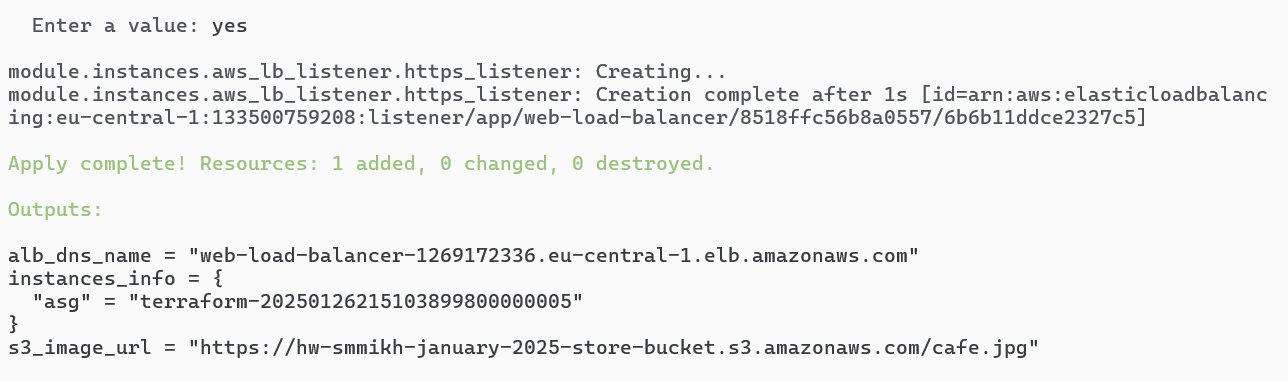 Enter a value: yes
module.instances.aws_lb_listener.https_listener: Creating...
module.instances.aws_lb_listener.https_listener: Creation complete after 1s [id=arn:aws:elasticloadbalanc
ing:eu-central-1:133500759208:listener/app/web-load-balancer/8518ffc56b8a0557/6b6b11ddce2327c5]
Apply complete! Resources: 1 added, 0 changed, 0 destroyed.
Outputs:
alb_dns_name = "web-load-balancer-1269172336.eu-central-1.elb.amazonaws.com"
instances_info = {
"asg" = "terraform-20250126215103899800000005"
}
s3_image_url = "https://hw-smmikh-january-2025-store-bucket.s3.amazonaws.com/cafe.jpg"